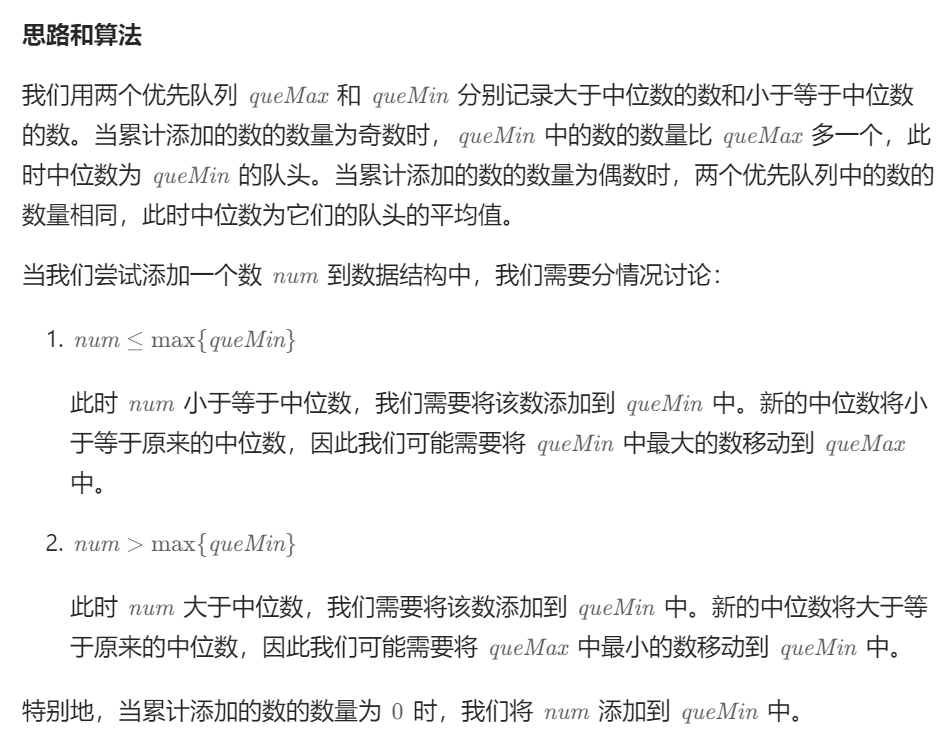 思路和算法
我们用两个优先队列 queMax 和 queMin 分别记录大于中位数的数和小于等于中位数
的数。当累计添加的数的数量为奇数时，queMin 中的数的数量比 queMax 多一个，此
时中位数为 queMin 的队头。当累计添加的数的数量为偶数时，两个优先队列中的数的
数量相同，此时中位数为它们的队头的平均值。
当我们尝试添加一个数 num 到数据结构中，我们需要分情况讨论：
1. num ≤ max{queMin}
此时 num 小于等于中位数，我们需要将该数添加到 queMin 中。新的中位数将小
于等于原来的中位数，因此我们可能需要将 queMin 中最大的数移动到 queMax
中。
2. num > max{queMin}
此时 num 大于中位数，我们需要将该数添加到 queMin 中。新的中位数将大于等
于原来的中位数，因此我们可能需要将 queMax 中最小的数移动到 queMin 中。
特别地，当累计添加的数的数量为 0 时，我们将 num 添加到 queMin 中。